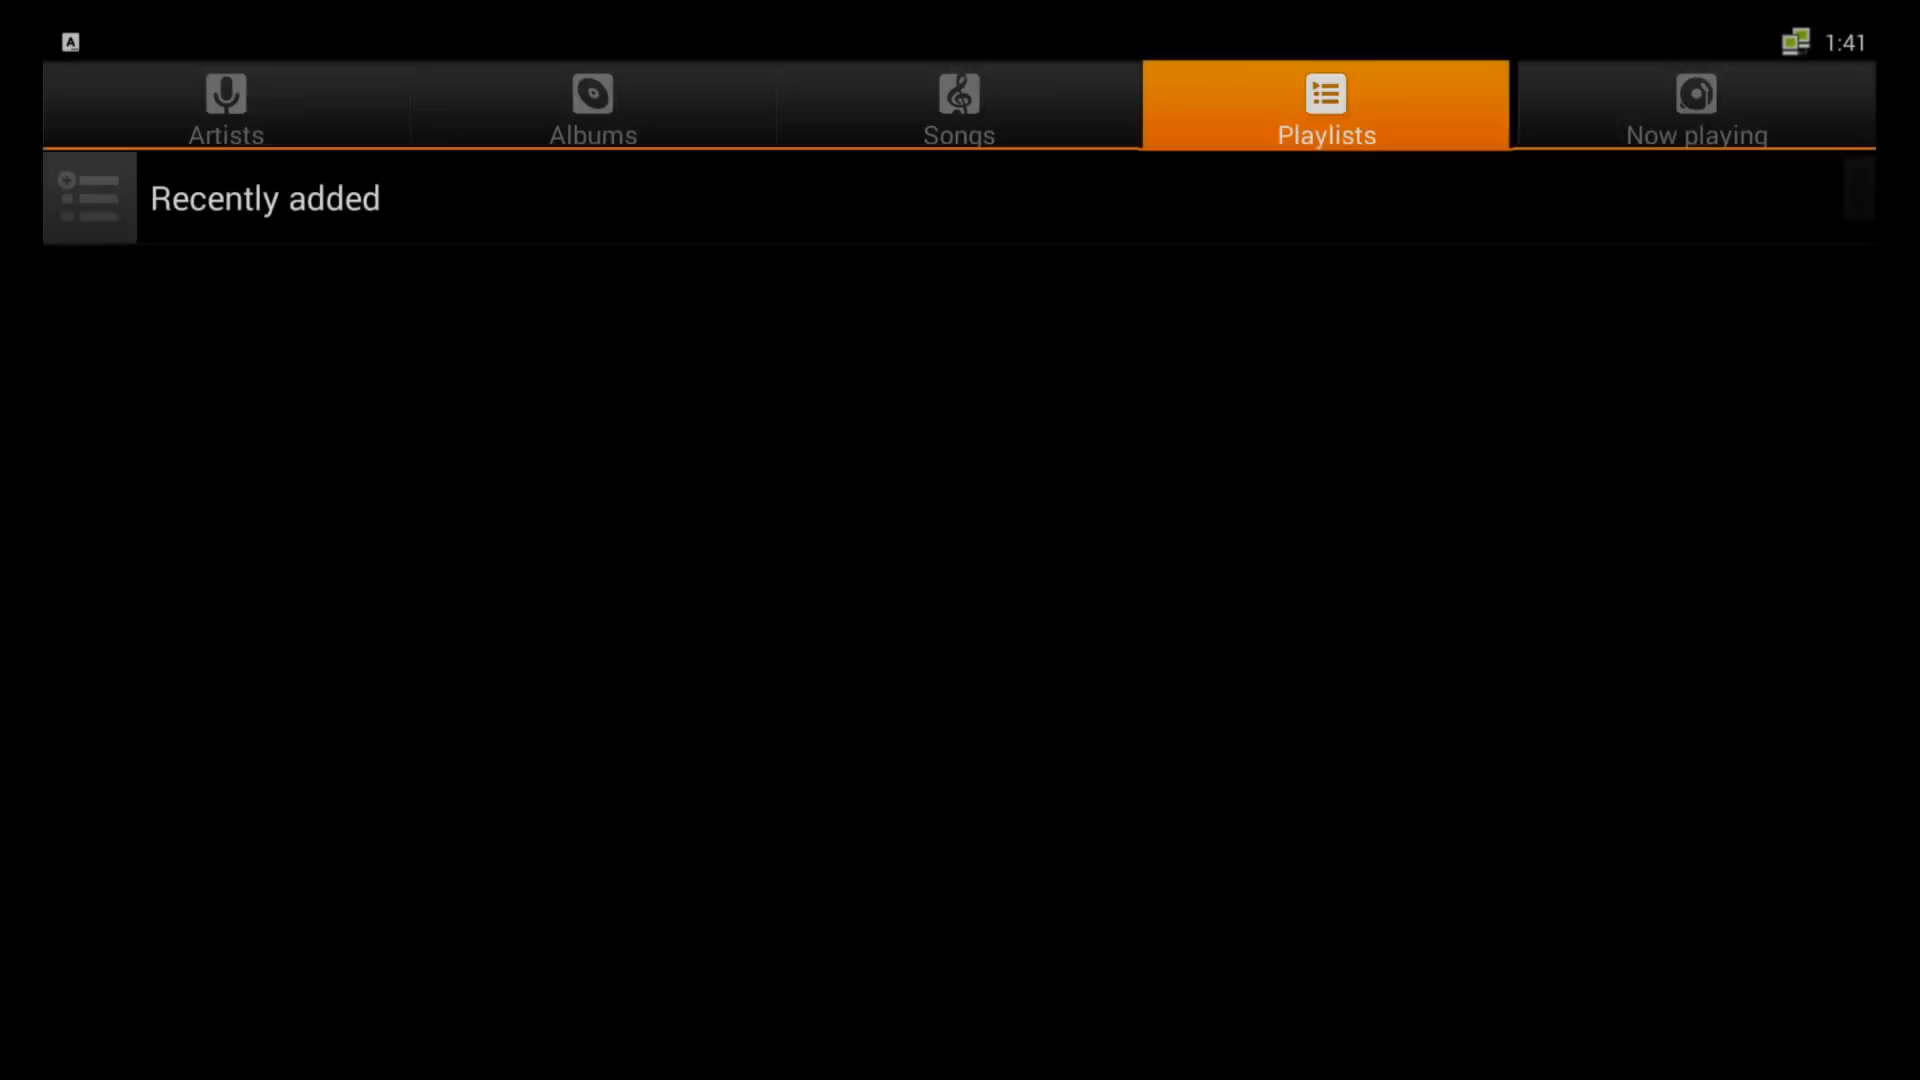 A
1:41
Artists
Albums
Songs
Playlists
Now playing
Recently added